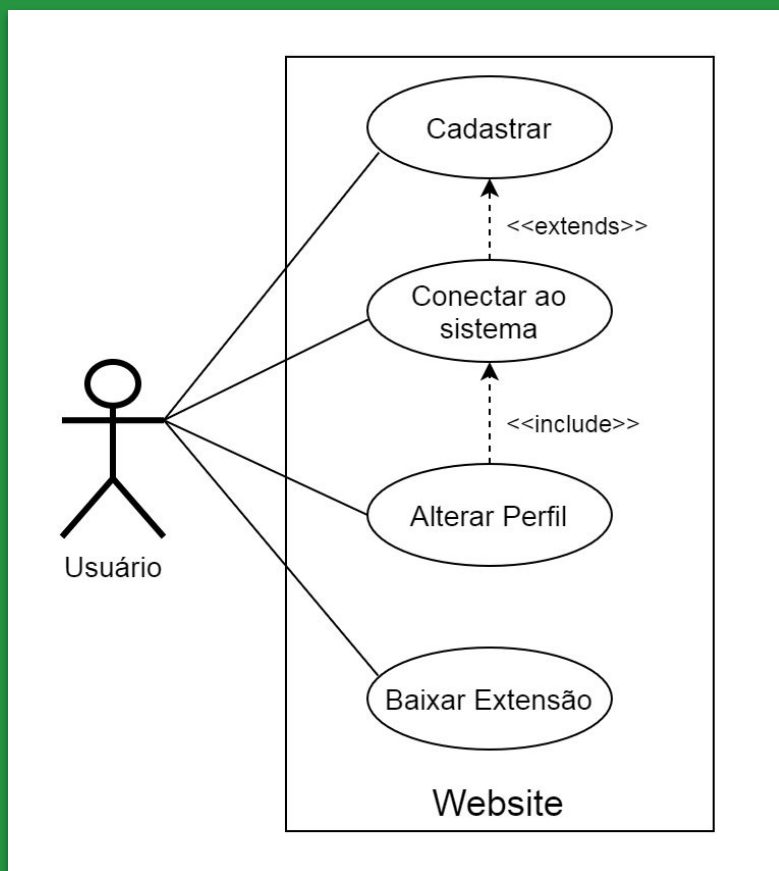 Cadastrar
<<extends>>
Conectar ao
sistema
<<include>>
Alterar Perfil
Usuário
Baixar Extensão
Website